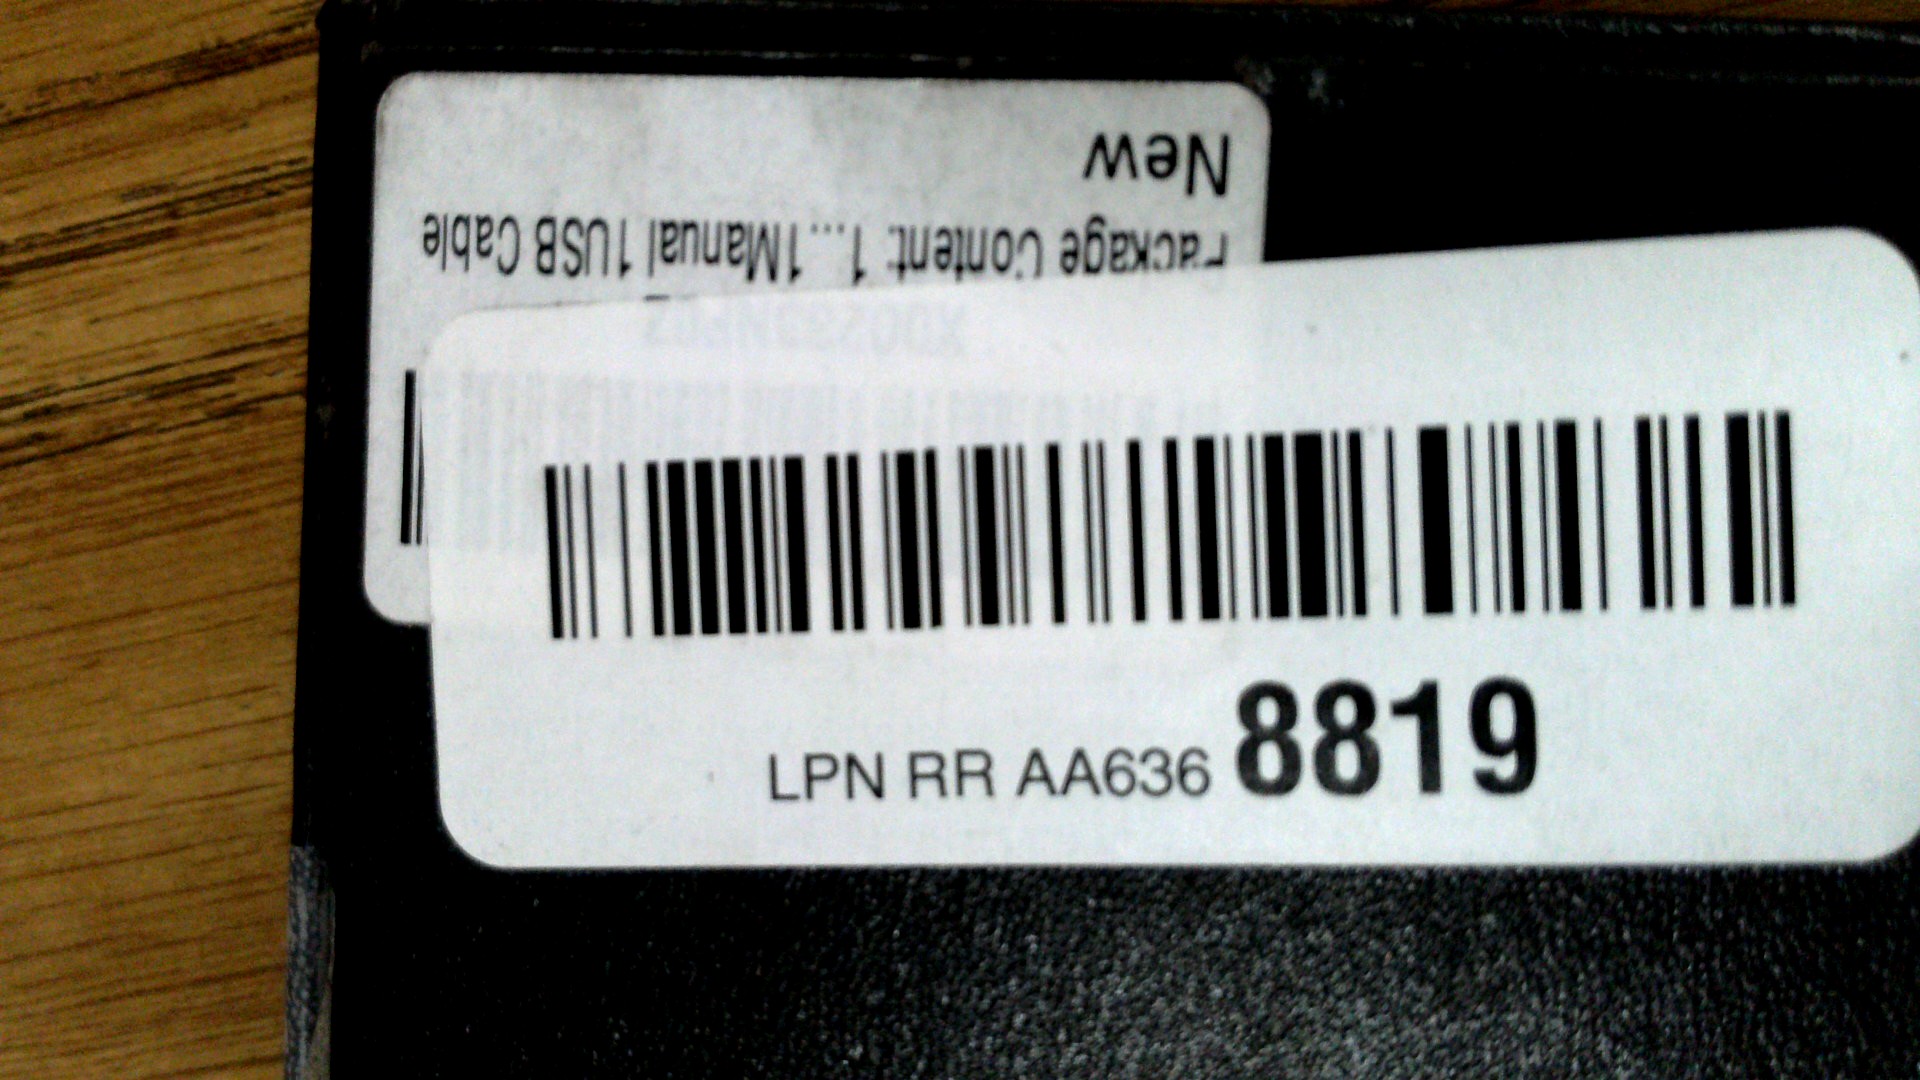 New
Package Content: 1...1Manual 1USB Cable
LPN RR AA636 8819